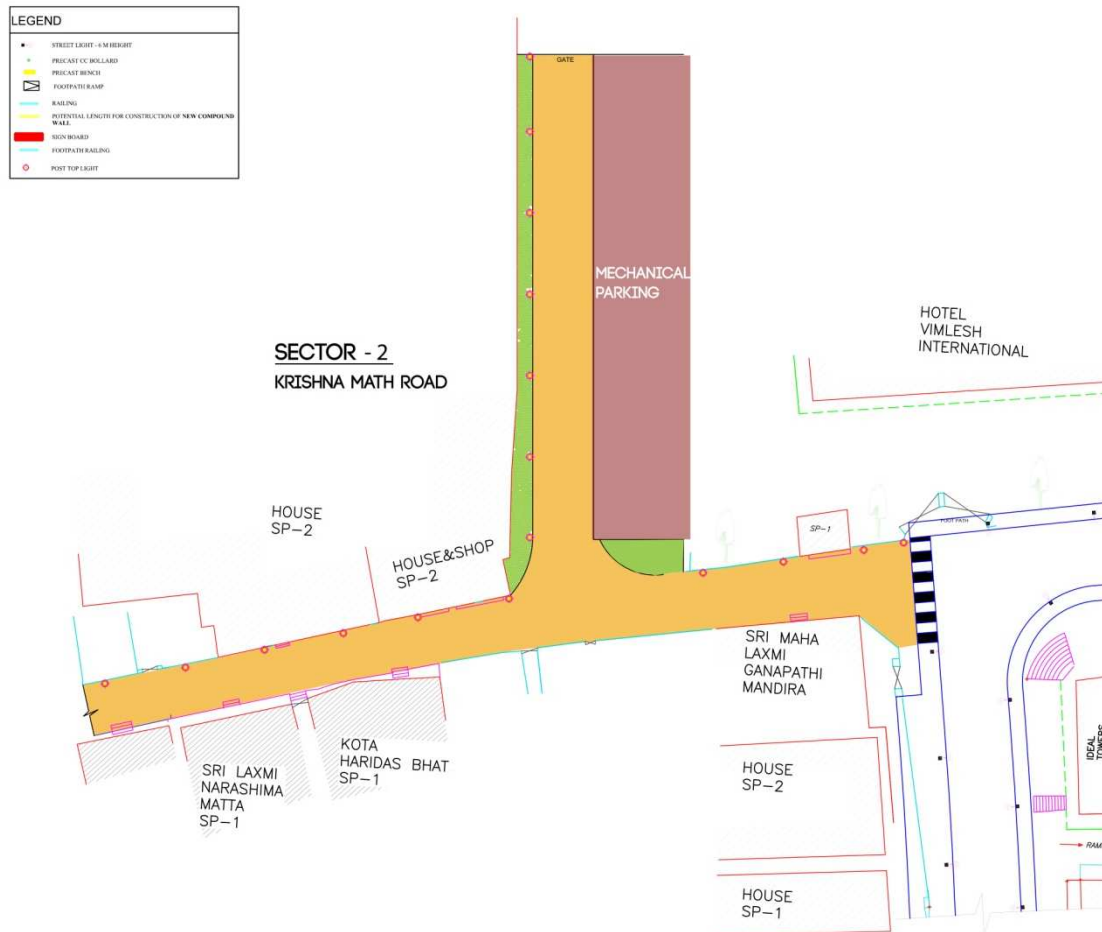 LEGEND
STREET LIGHT - 6 M HEIGHT
PRECAST CC BOLLARD
PRECAST BENCH
FOOTPATH RAMP
RAILING
POTENTIAL LENGTH FOR CONSTRUCTION OF NEW COMPOUND
WALL
SIGN BOARD
FOOTPATH RAILING
POST TOP LIGHT
GATE
MECHANICAL
PARKING
HOTEL
VIMLESH
INTERNATIONAL
SECTOR - 2
KRISHNA MATH ROAD
HOUSE
SP-2
HOUSE&SHOP
SP-2
SP-1
FOOT PATH
SRI MAHA
LAXMI
GANAPATHI
MANDIRA
KOTA
HARIDAS BHAT
SP-1
SRI LAXMI
NARASHIMA
MATTA
SP-1
HOUSE
SP-2
HOUSE
SP-1
IDEAL
TOWERS